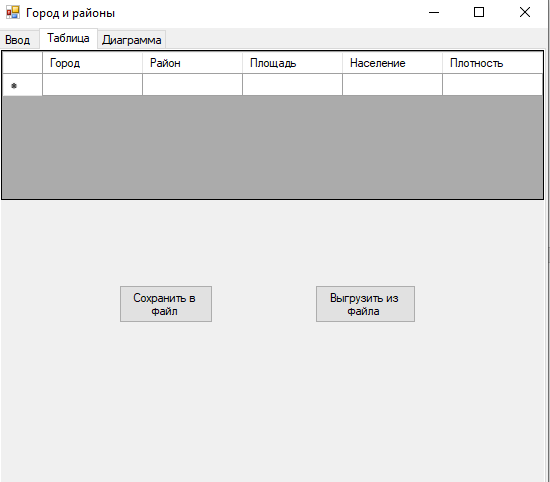 Город и районы
Ввод Таблица Диаграмма
Город Район Площадь Население Плотность
Сохранить в
файл
Выгрузить из
файла